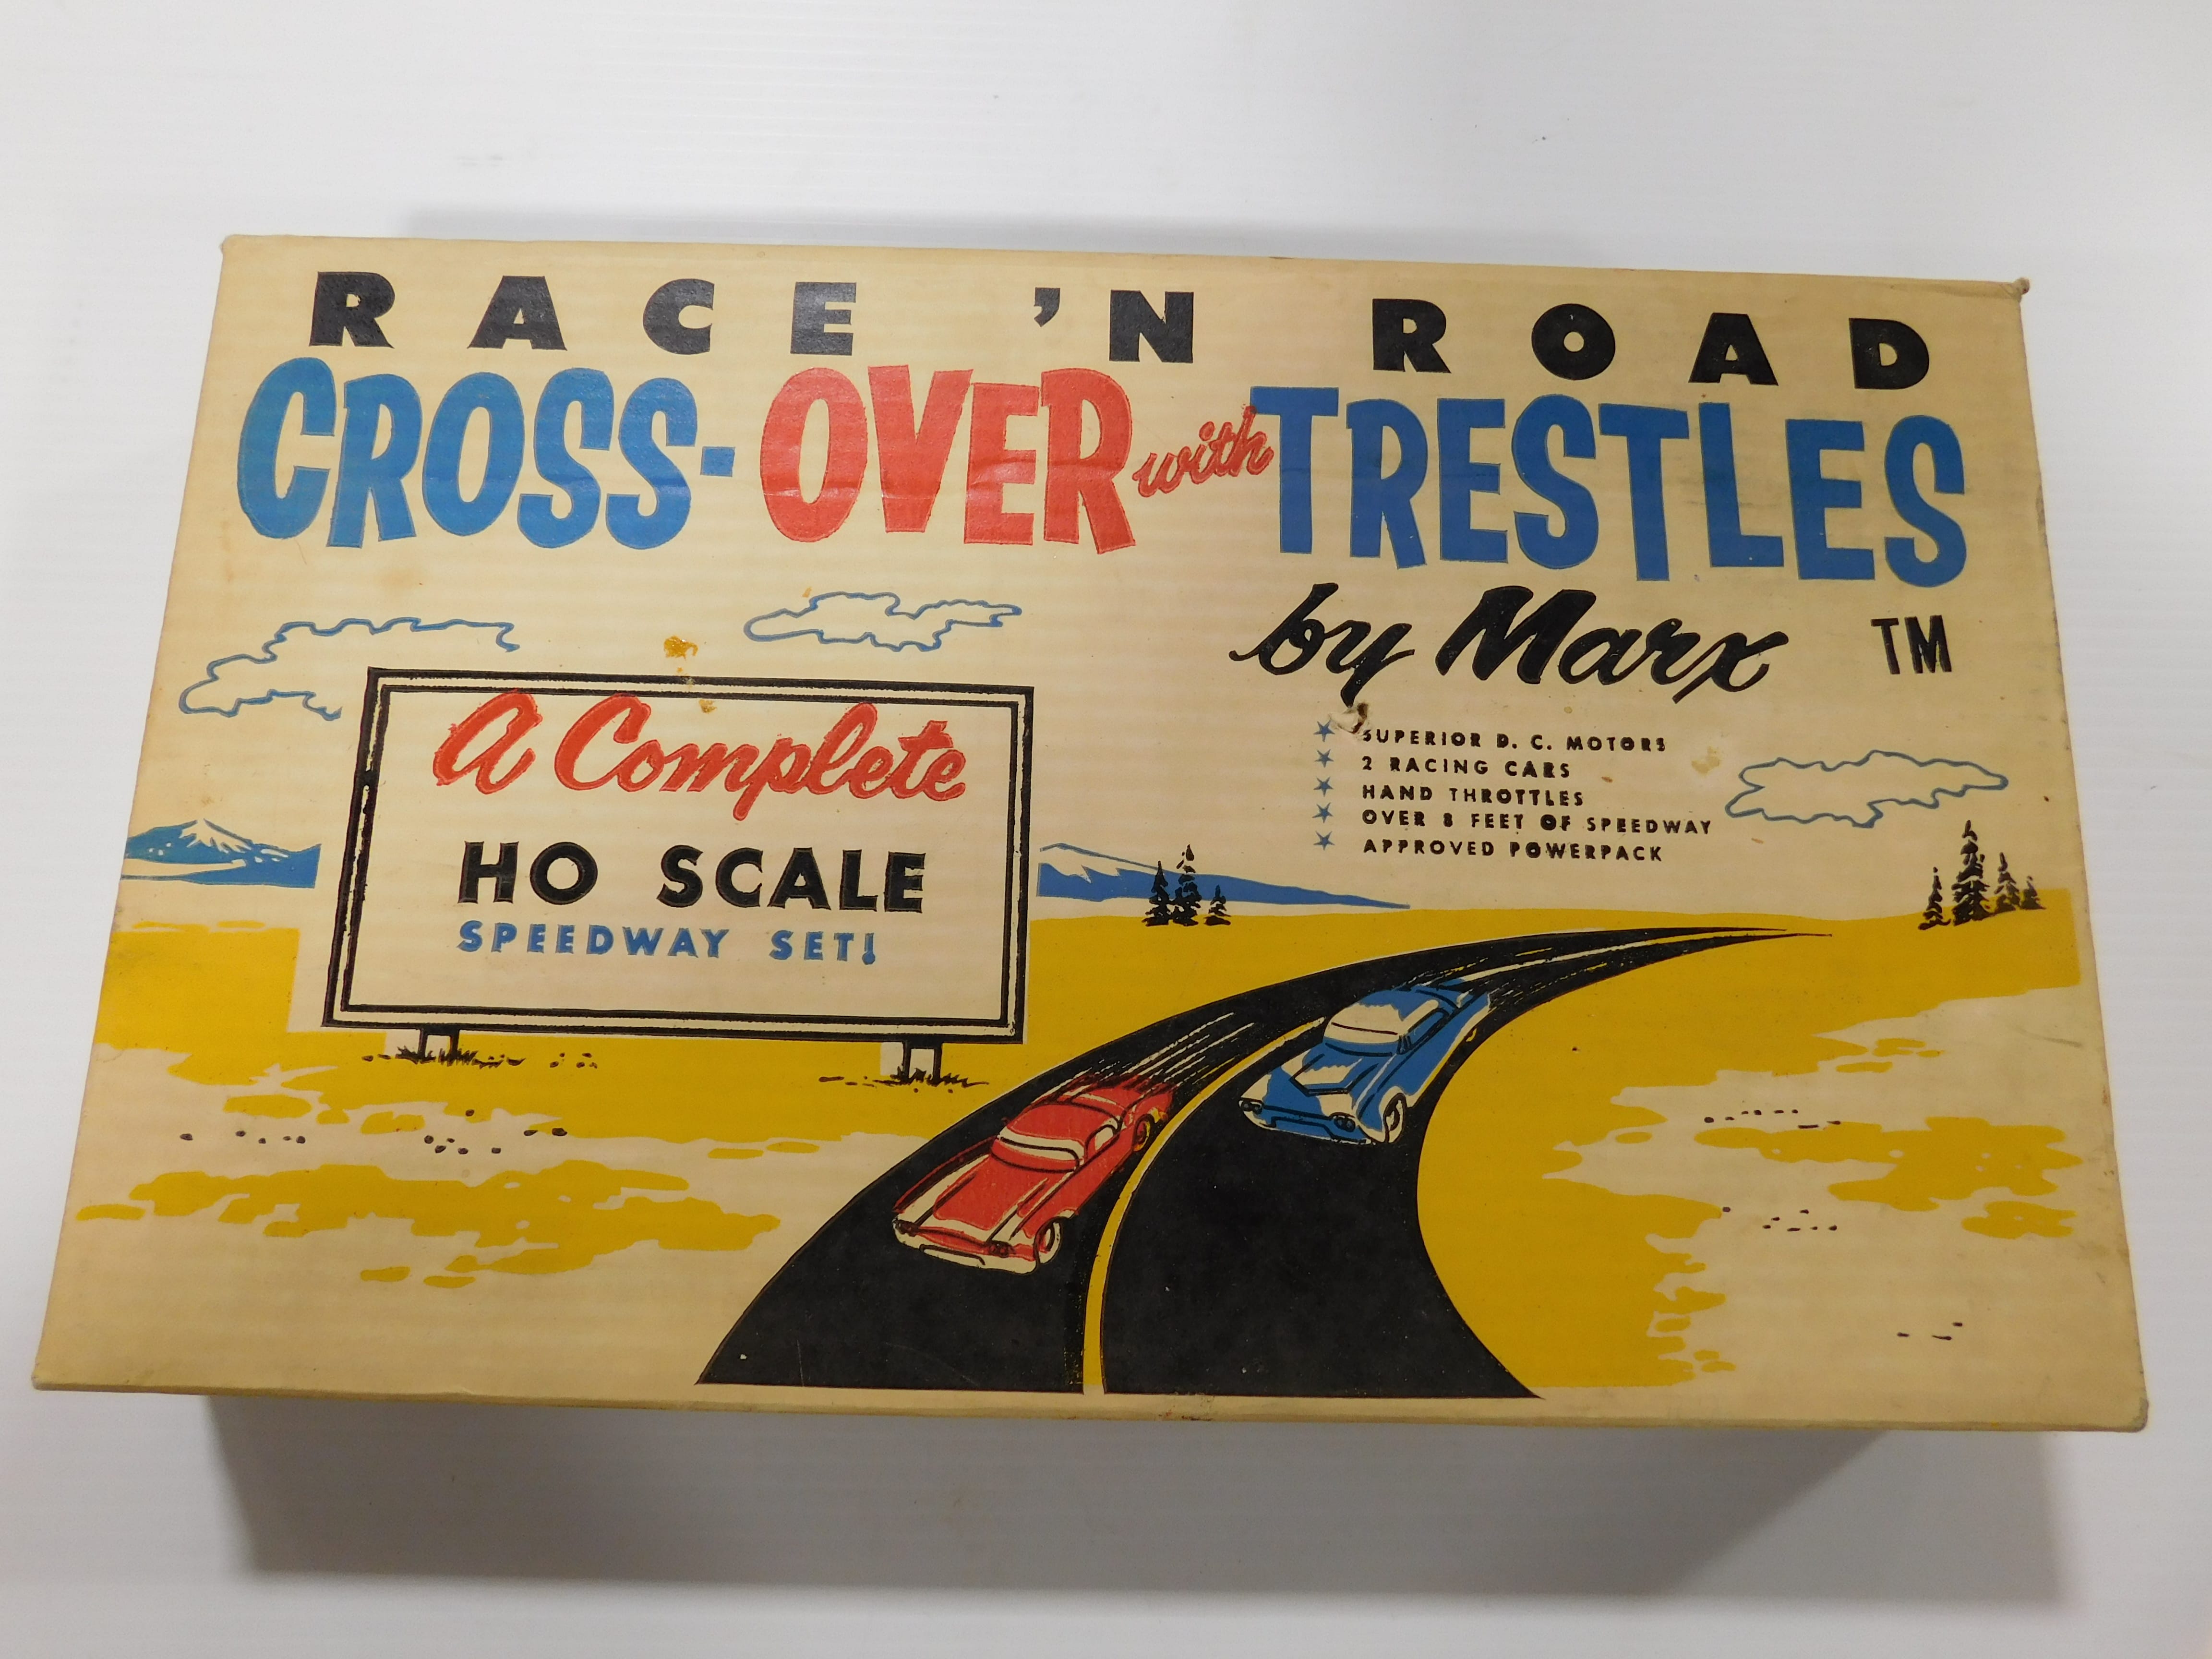 RACE 'N ROAD
CROSS-OVER with TRESTLES
by Marx TM
A Complete
HO SCALE
SPEEDWAY SET!
SUPERIOR D. C. MOTORS
2 RACING CARS
HAND THROTTLES
OVER 8 FEET OF SPEEDWAY
APPROVED POWERPACK